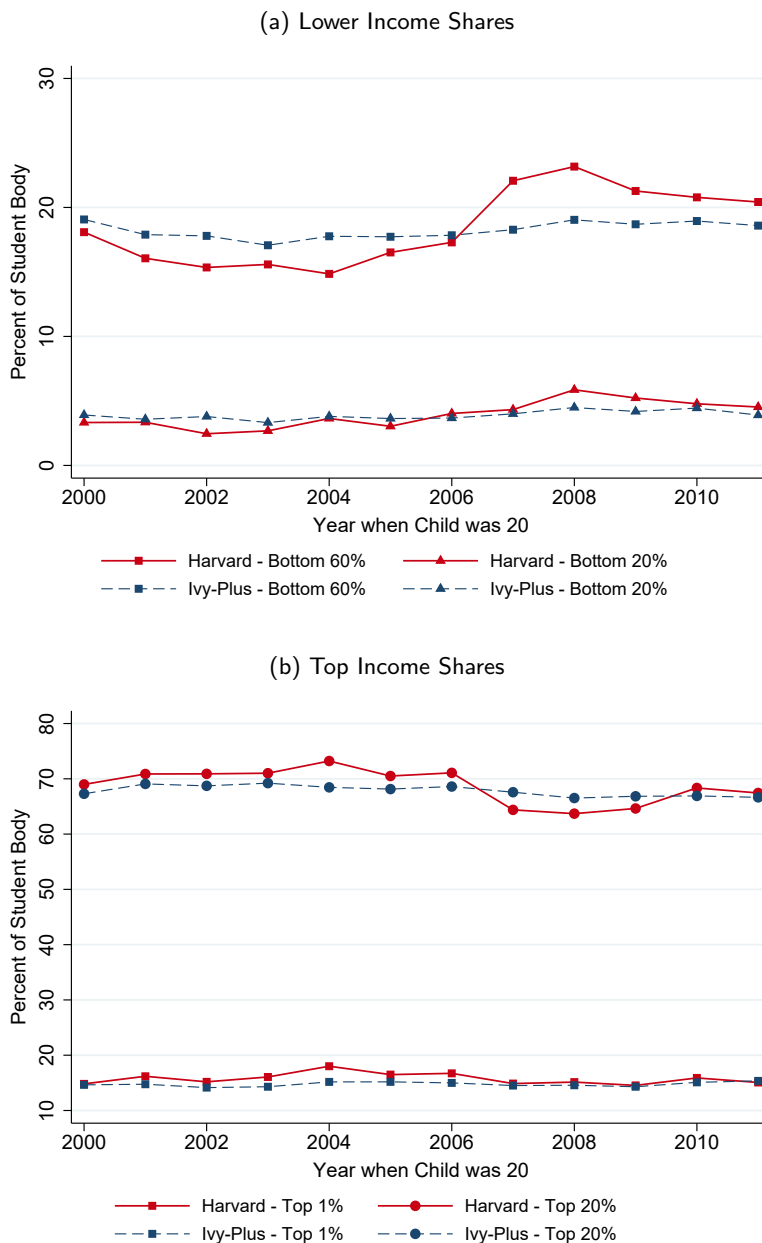 (a) Lower Income Shares
30
20
10
0
Percent of Student Body
2000 2002 2004 2006 2008 2010
Year when Child was 20
Harvard - Bottom 60% Harvard - Bottom 20%
Ivy-Plus - Bottom 60% Ivy-Plus - Bottom 20%
(b) Top Income Shares
80
70
60
50
40
30
20
10
Percent of Student Body
2000 2002 2004 2006 2008 2010
Year when Child was 20
Harvard - Top 1% Harvard - Top 20%
Ivy-Plus - Top 1% Ivy-Plus - Top 20%